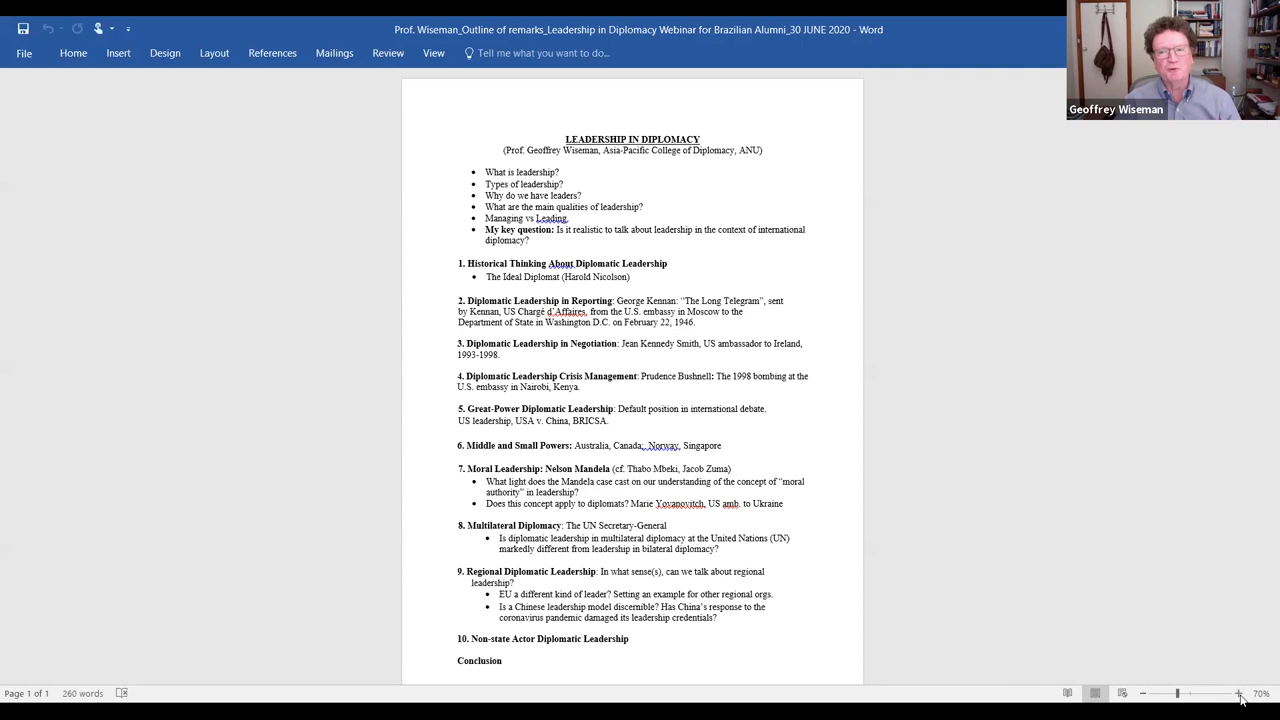 Prof. Wiseman_Outline of remarks_Leadership in Diplomacy Webinar for Brazilian Alumni_30 JUNE 2020 - Word
File Home Insert Design Layout References Mailings Review View Tell me what you want to do...
Geoffrey Wiseman
LEADERSHIP IN DIPLOMACY
(Prof. Geoffrey Wiseman, Asia-Pacific College of Diplomacy, ANU)
• What is leadership?
• Types of leadership?
• Why do we have leaders?
• What are the main qualities of leadership?
• Managing vs Leading.
• My key question: Is it realistic to talk about leadership in the context of international
diplomacy?
1. Historical Thinking About Diplomatic Leadership
• The Ideal Diplomat (Harold Nicolson)
2. Diplomatic Leadership in Reporting: George Kennan: “The Long Telegram”, sent
by Kennan, US Chargé d’Affaires, from the U.S. embassy in Moscow to the
Department of State in Washington D.C. on February 22, 1946.
3. Diplomatic Leadership in Negotiation: Jean Kennedy Smith, US ambassador to Ireland,
1993-1998.
4. Diplomatic Leadership Crisis Management: Prudence Bushnell: The 1998 bombing at the
U.S. embassy in Nairobi, Kenya.
5. Great-Power Diplomatic Leadership: Default position in international debate.
US leadership, USA v. China, BRICSA.
6. Middle and Small Powers: Australia, Canada; Norway, Singapore
7. Moral Leadership: Nelson Mandela (cf. Thabo Mbeki, Jacob Zuma)
• What light does the Mandela case cast on our understanding of the concept of “moral
authority” in leadership?
• Does this concept apply to diplomats? Marie Yovanovitch, US amb. to Ukraine
8. Multilateral Diplomacy: The UN Secretary-General
• Is diplomatic leadership in multilateral diplomacy at the United Nations (UN)
markedly different from leadership in bilateral diplomacy?
9. Regional Diplomatic Leadership: In what sense(s), can we talk about regional
leadership?
• EU a different kind of leader? Setting an example for other regional orgs.
• Is a Chinese leadership model discernible? Has China’s response to the
coronavirus pandemic damaged its leadership credentials?
10. Non-state Actor Diplomatic Leadership
Conclusion
Page 1 of 1 260 words 70%